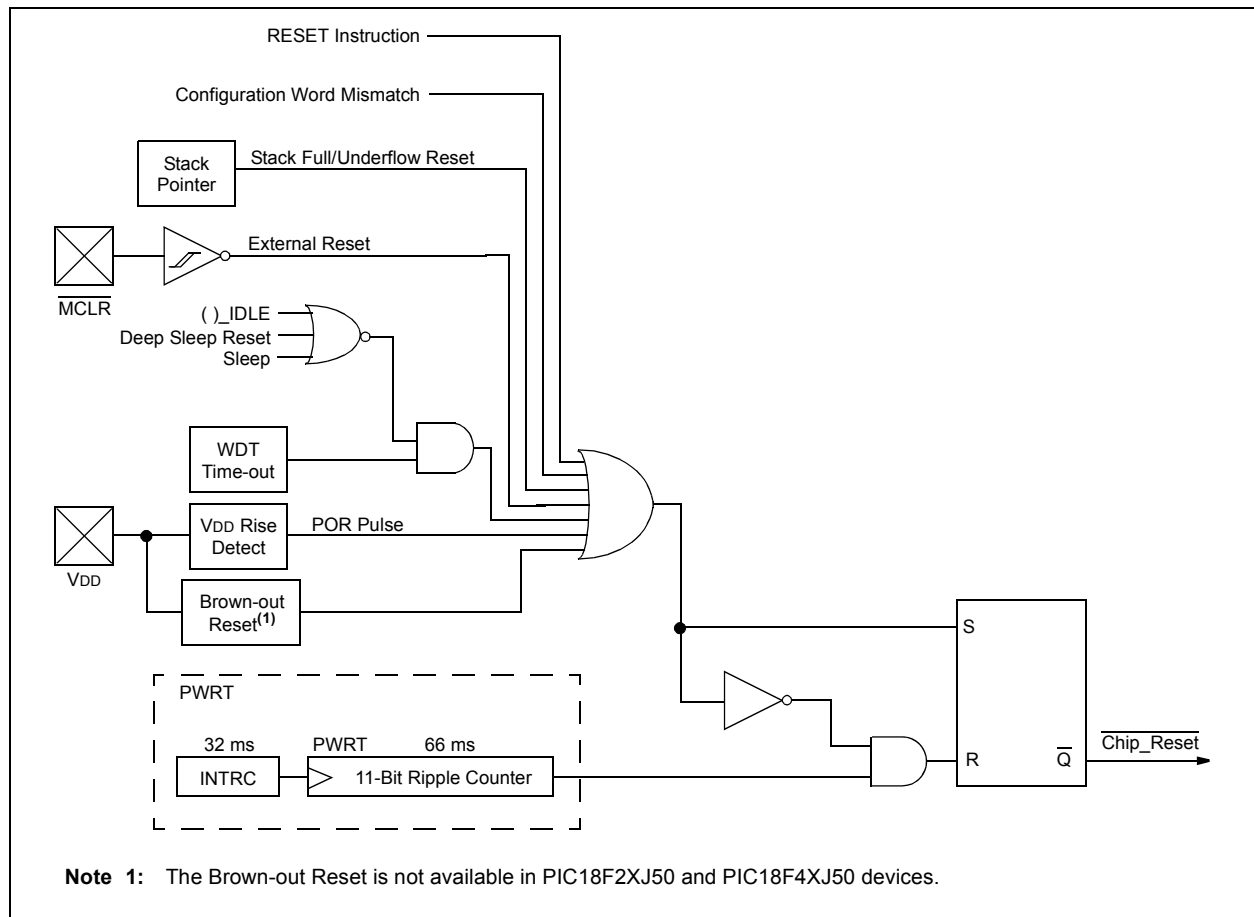 RESET Instruction
Configuration Word Mismatch
Stack
Pointer
Stack Full/Underflow Reset
External Reset
MCLR
( )_IDLE
Deep Sleep Reset
Sleep
WDT
Time-out
VDD Rise
Detect
POR Pulse
VDD
Brown-out
Reset(1)
S
PWRT
32 ms
PWRT
66 ms
INTRC
11-Bit Ripple Counter
R
Q
Chip_Reset
Note 1: The Brown-out Reset is not available in PIC18F2XJ50 and PIC18F4XJ50 devices.